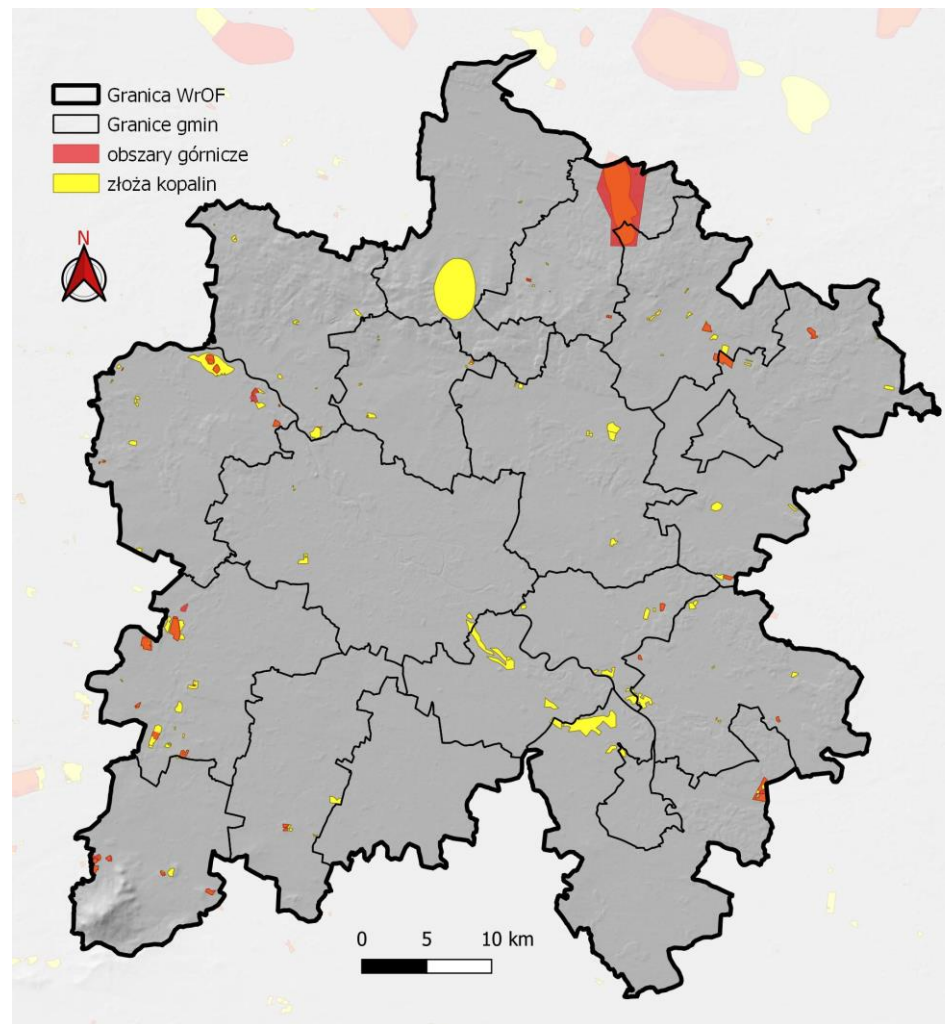 Granica WrOF
Granice gmin
obszary górnicze
złoża kopalin
N
0 5 10 km